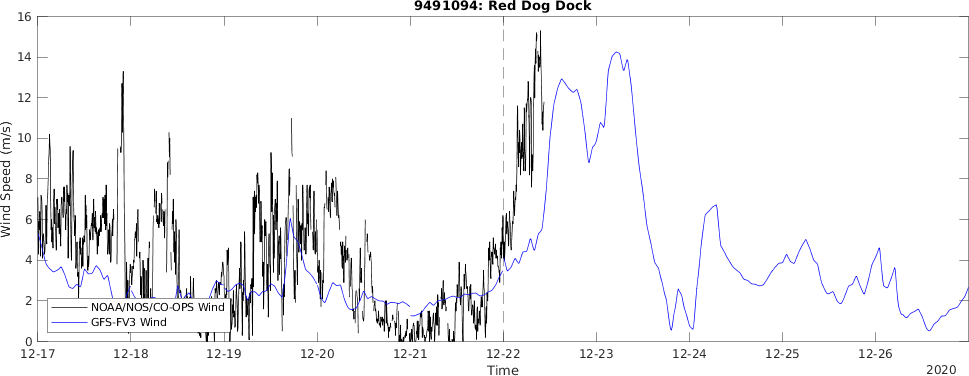 9491094: Red Dog Dock
16
14
12
10
8
6
4
2
0
Wind Speed (m/s)
NOAA/NOS/CO-OPS Wind
GFS-FV3 Wind
12-17 12-18 12-19 12-20 12-21 12-22 12-23 12-24 12-25 12-26
Time
2020